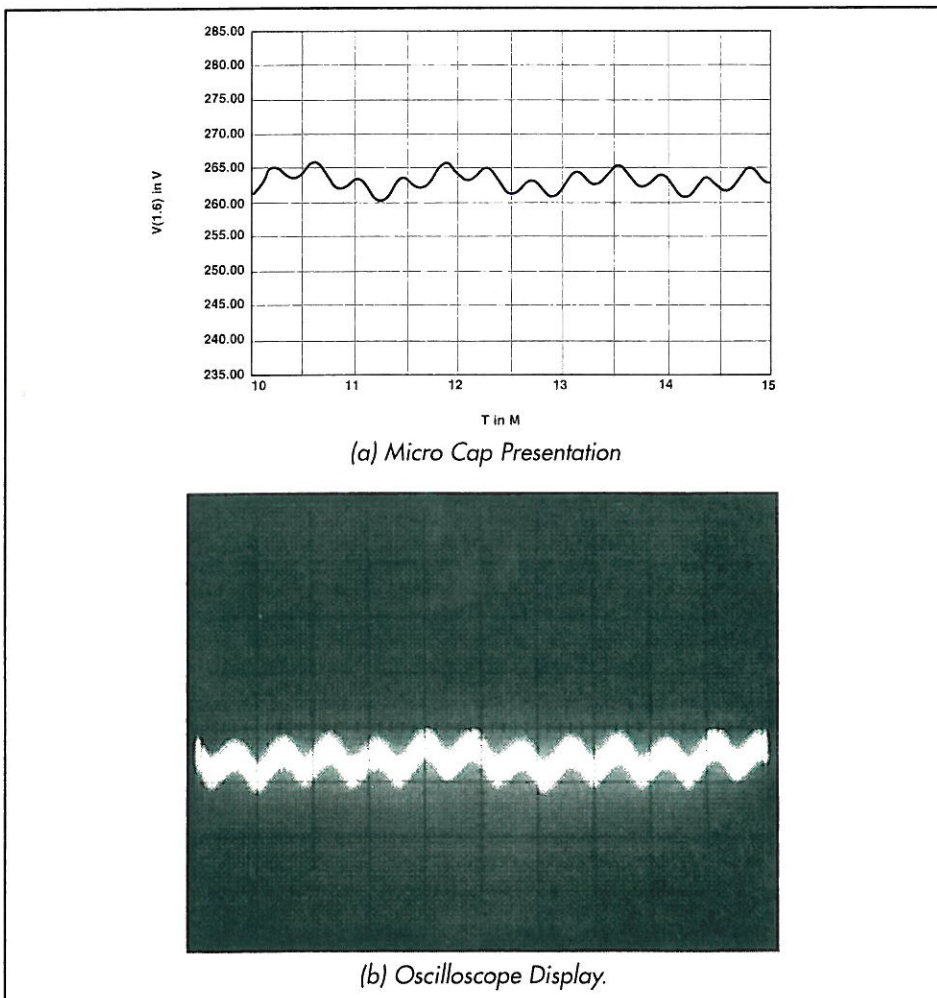 285.00
280.00
275.00
270.00
265.00
260.00
255.00
250.00
245.00
240.00
235.00
V(1.6) in V
10 11 12 13 14 15
T in M
(a) Micro Cap Presentation
(b) Oscilloscope Display.